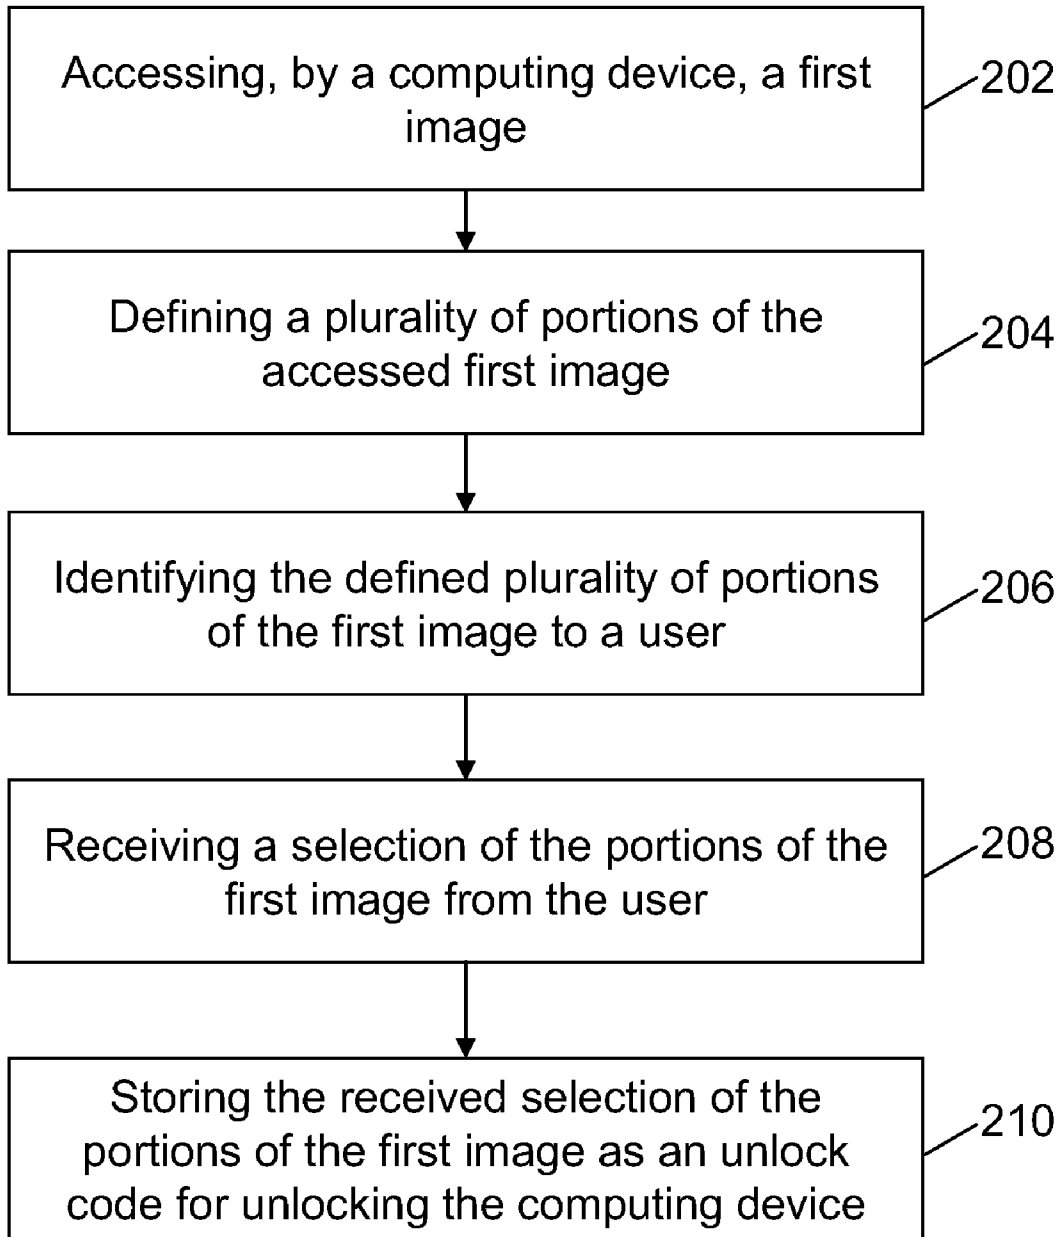 Accessing, by a computing device, a first
image
202
Defining a plurality of portions of the
accessed first image
204
Identifying the defined plurality of portions
of the first image to a user
206
Receiving a selection of the portions of the
first image from the user
208
Storing the received selection of the
portions of the first image as an unlock
code for unlocking the computing device
210